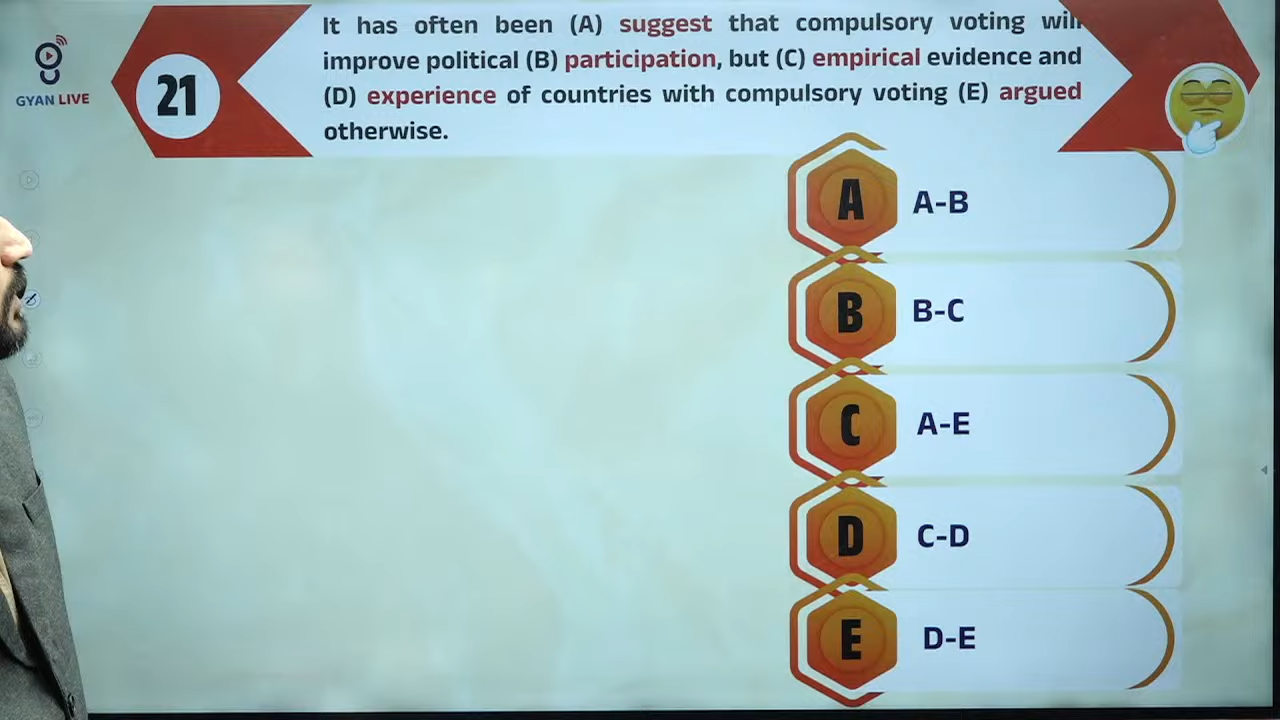 It has often been (A) suggest that compulsory voting will
improve political (B) participation, but (C) empirical evidence and
(D) experience of countries with compulsory voting (E) argued
otherwise.
21
GYAN LIVE
A A-B
B B-C
C A-E
D C-D
E D-E